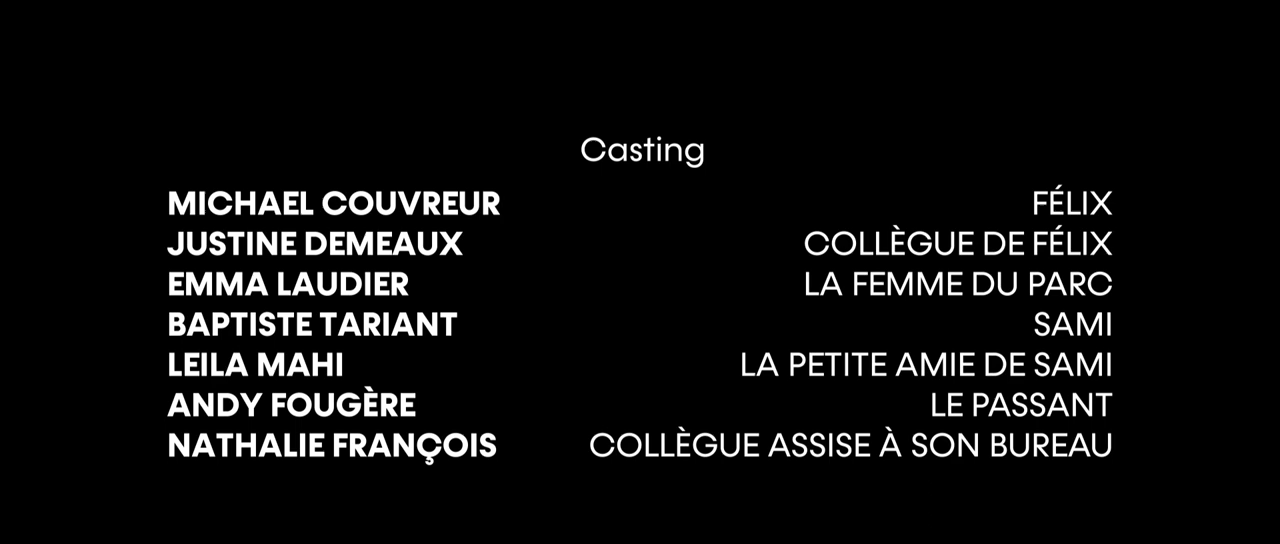 Casting
MICHAEL COUVREUR FÉLIX
JUSTINE DEMEAUX COLLÈGUE DE FÉLIX
EMMA LAUDIER LA FEMME DU PARC
BAPTISTE TARIANT SAMI
LEILA MAHI LA PETITE AMIE DE SAMI
ANDY FOUGÈRE LE PASSANT
NATHALIE FRANÇOIS COLLÈGUE ASSISE À SON BUREAU